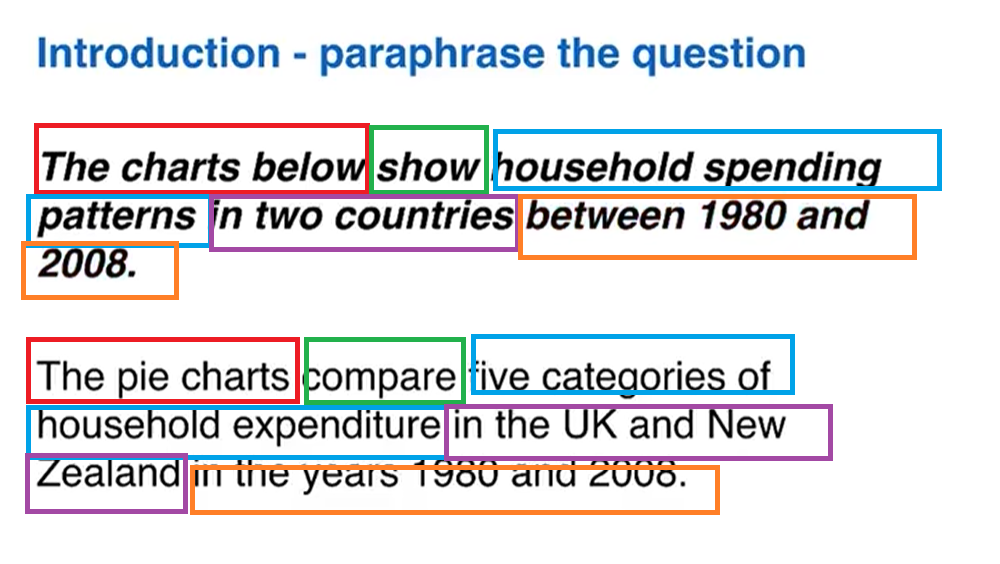 Introduction - paraphrase the question
The charts below show household spending
patterns in two countries between 1980 and
2008.
The pie charts compare five categories of
household expenditure in the UK and New
Zealand in the years 1980 and 2008.